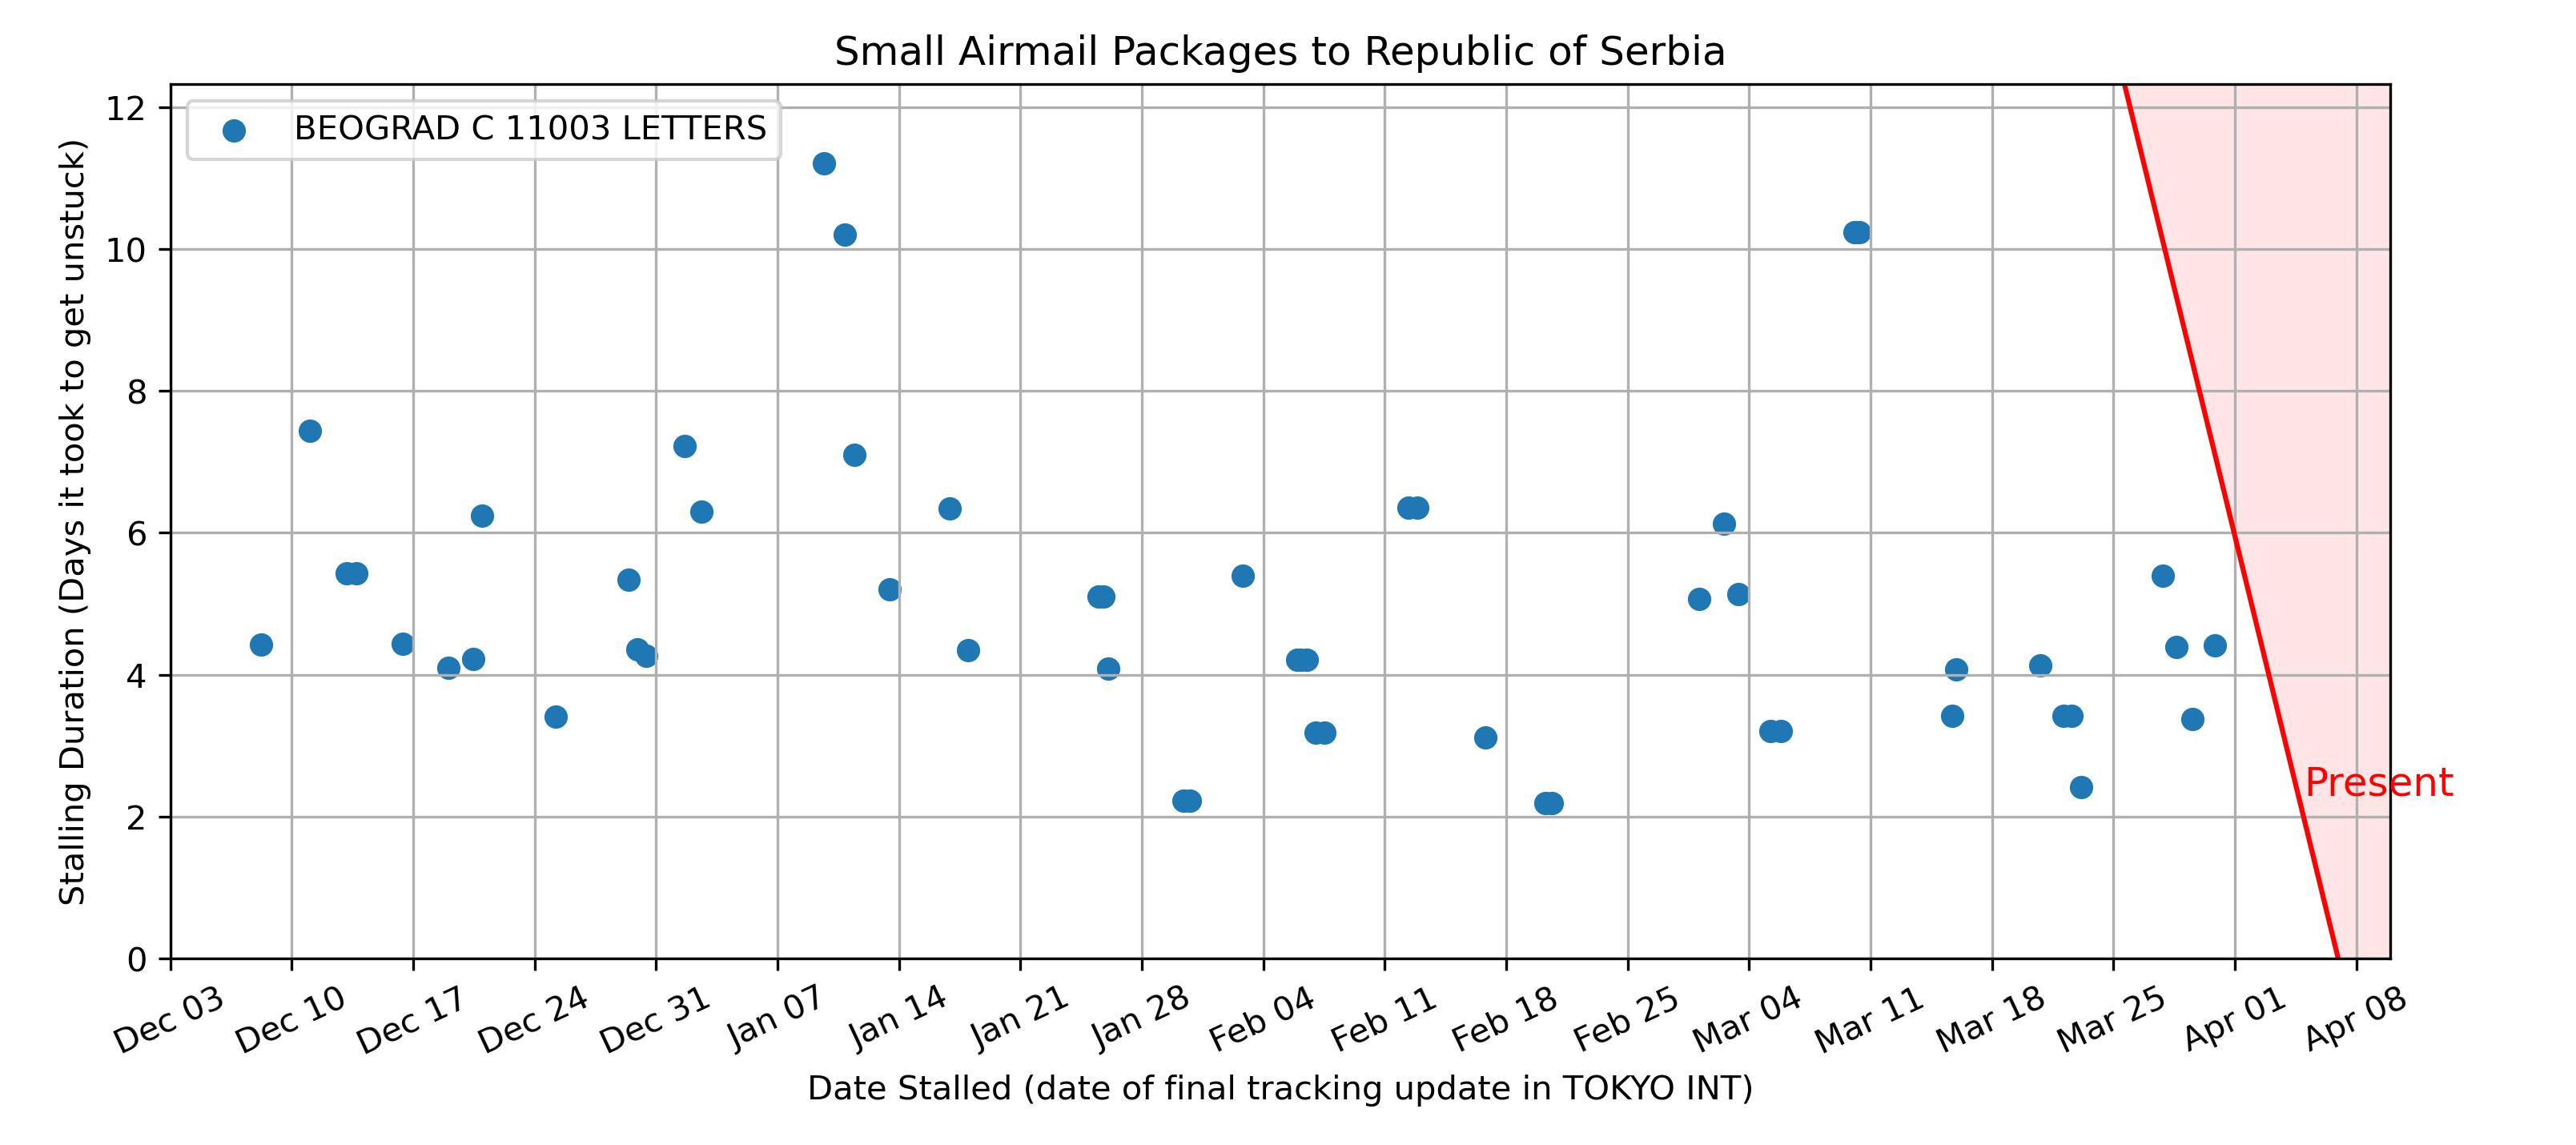 Small Airmail Packages to Republic of Serbia
BEOGRAD C 11003 LETTERS
Stalling Duration (Days it took to get unstuck)
12
10
8
6
4
2
0
Present
Dec 03
Dec 10
Dec 17
Dec 24
Dec 31
Jan 07
Jan 14
Jan 21
Jan 28
Feb 04
Feb 11
Feb 18
Feb 25
Mar 04
Mar 11
Mar 18
Mar 25
Apr 01
Apr 08
Date Stalled (date of final tracking update in TOKYO INT)